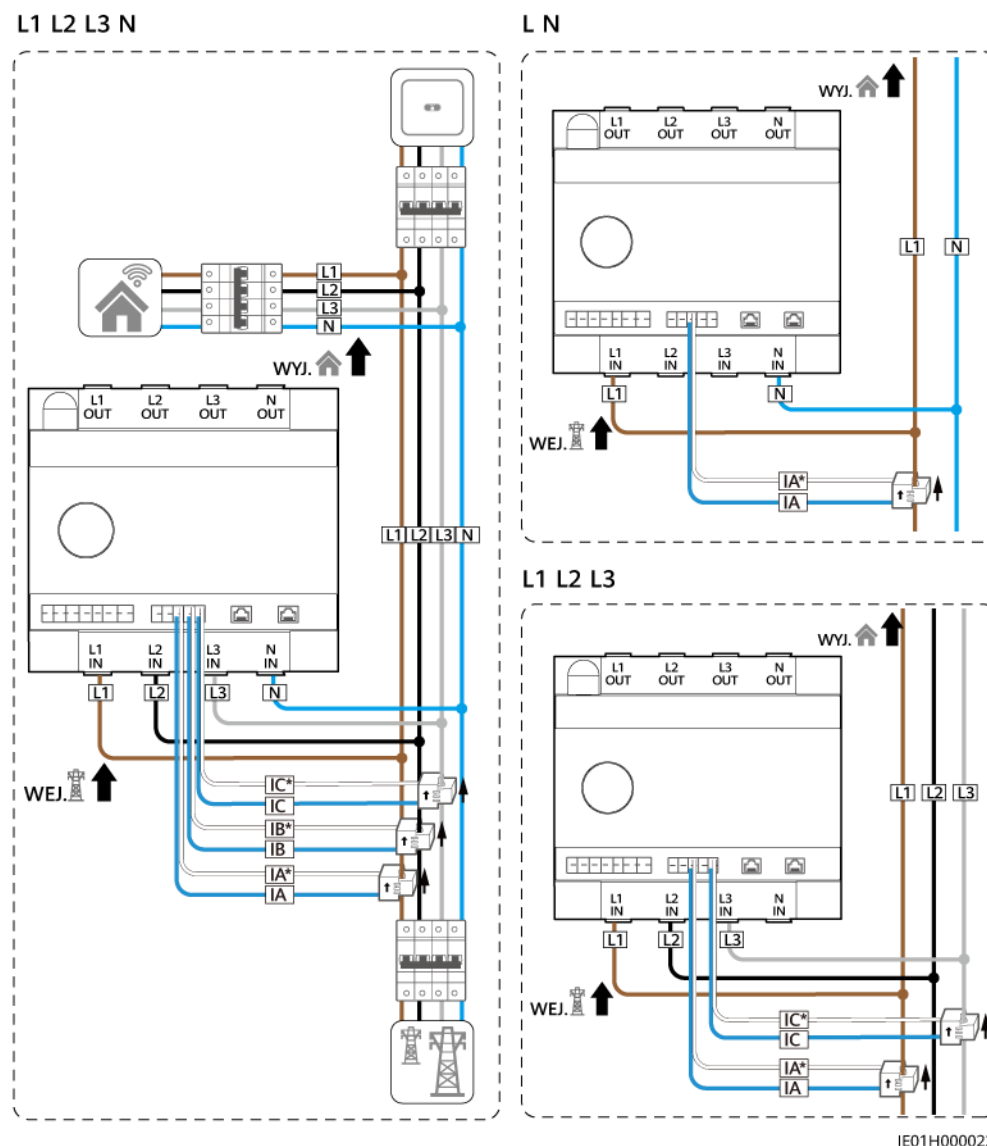 L1 L2 L3 N
L1
L2
L3
N
WYJ.
L1 OUT
L2 OUT
L3 OUT
N OUT
L1 L2 L3 N
L1 IN
L2 IN
L3 IN
N IN
L1
L2
L3
N
WEJ.
IC*
IC
IB*
IB
IA*
IA
L N
WYJ.
L1 OUT
L2 OUT
L3 OUT
N OUT
L1
N
L1 IN
L2 IN
L3 IN
N IN
L1
N
WEJ.
IA*
IA
L1 L2 L3
WYJ.
L1 OUT
L2 OUT
L3 OUT
N OUT
L1 L2 L3
L1 IN
L2 IN
L3 IN
N IN
L1
L2
L3
WEJ.
IC*
IC
IA*
IA